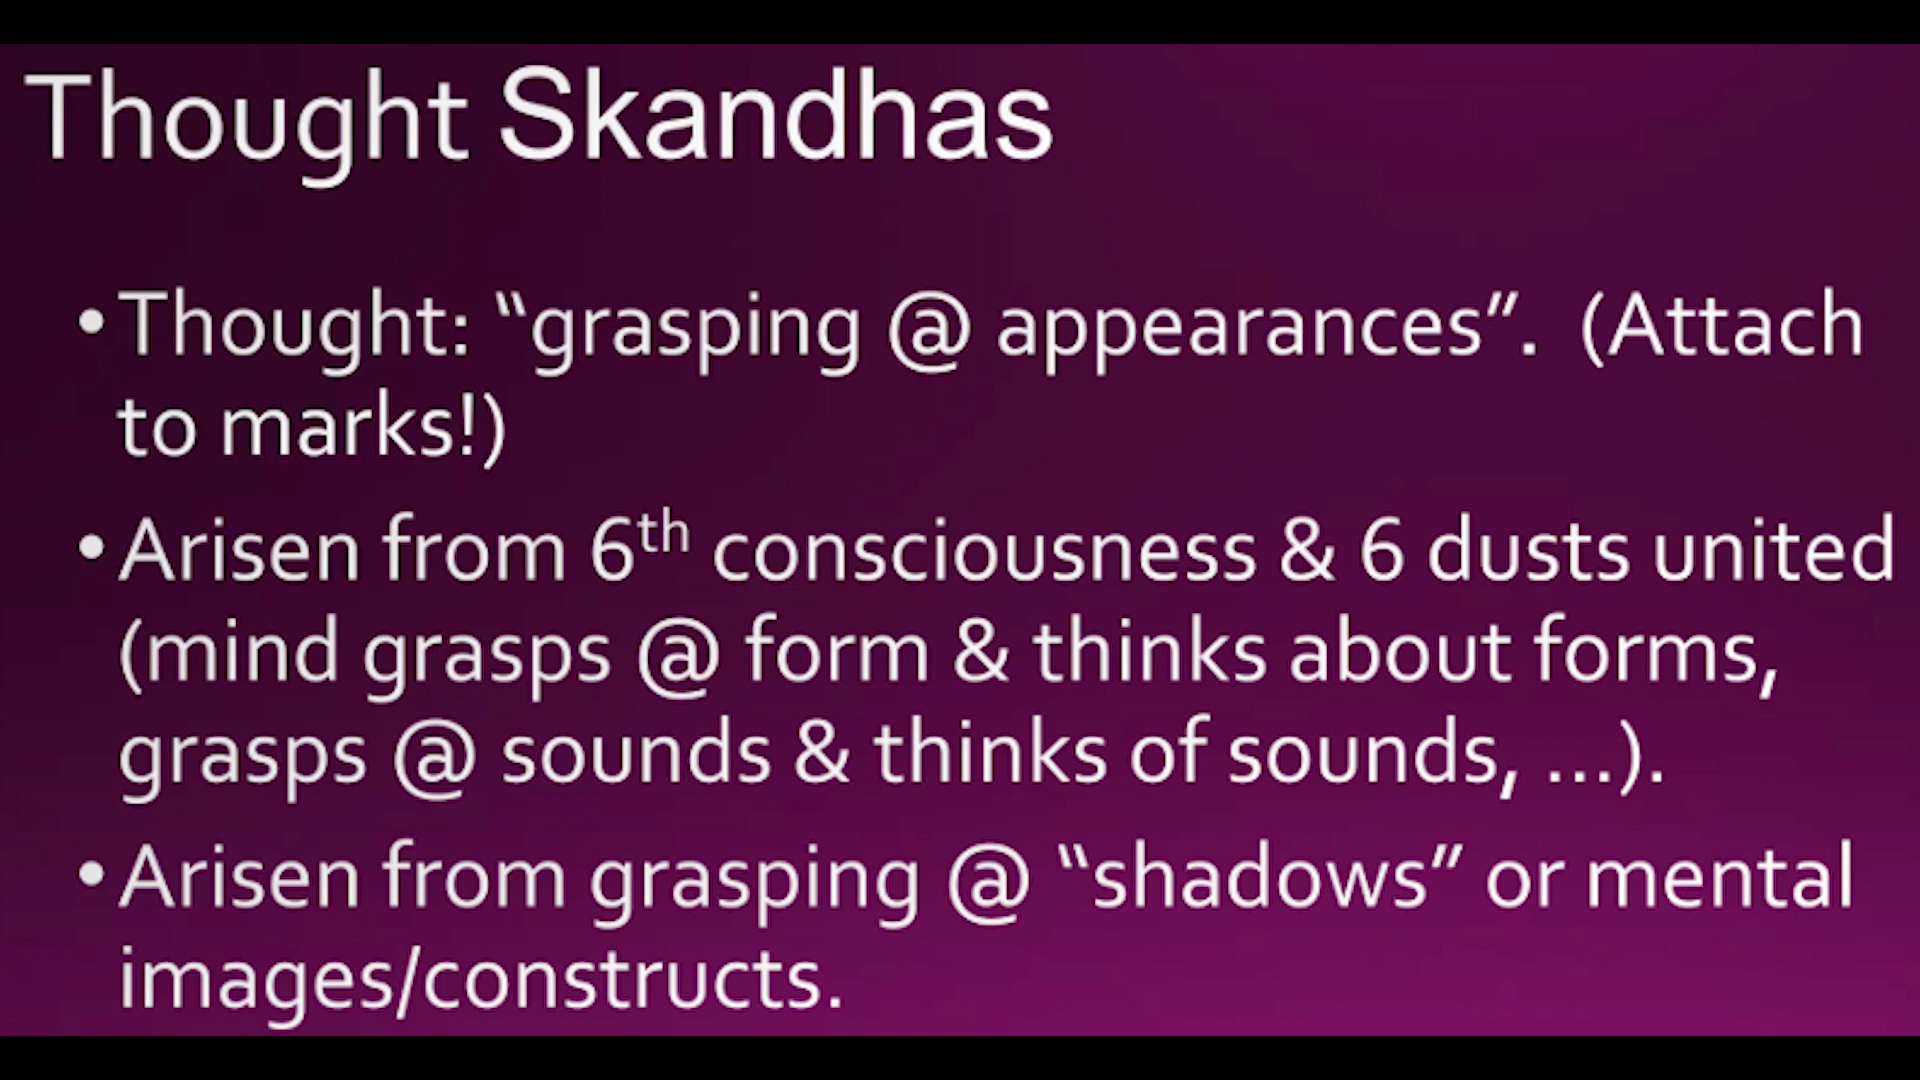 Thought Skandhas
• Thought: “grasping @ appearances”. (Attach
to marks!)
• Arisen from 6th consciousness & 6 dusts united
(mind grasps @ form & thinks about forms,
grasps @ sounds & thinks of sounds, ...).
• Arisen from grasping @ “shadows” or mental
images/constructs.